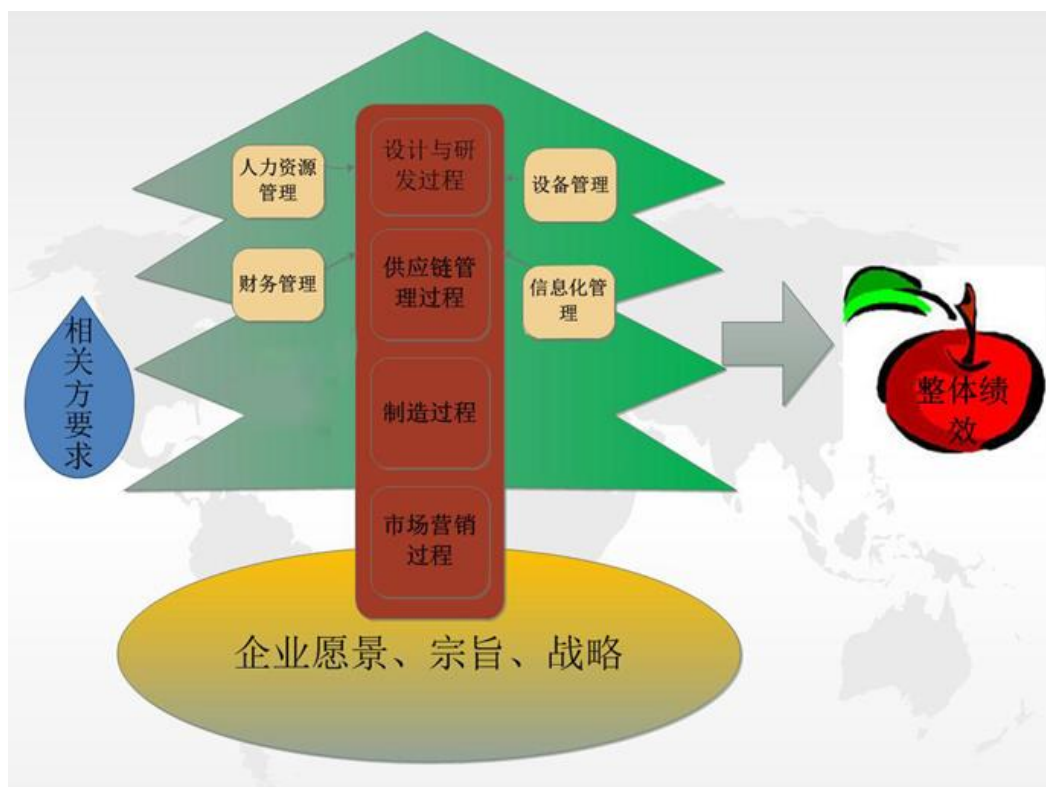 设计与研
发过程
人力资源
管理
设备管理
供应链管
理过程
财务管理
信息化管
理
相
关
方
要
求
制造过程
整体绩
效
市场营销
过程
企业愿景、宗旨、战略